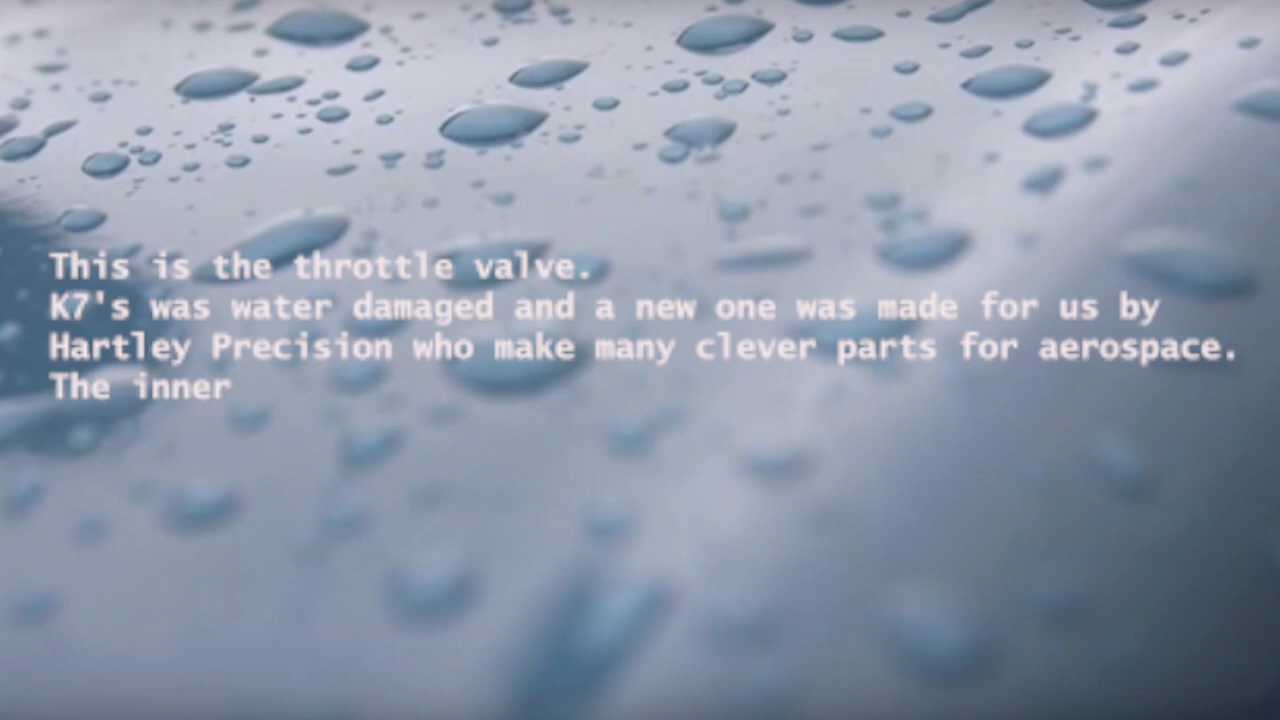 This is the throttle valve.
K7's was water damaged and a new one was made for us by
Hartley Precision who make many clever parts for aerospace.
The inner